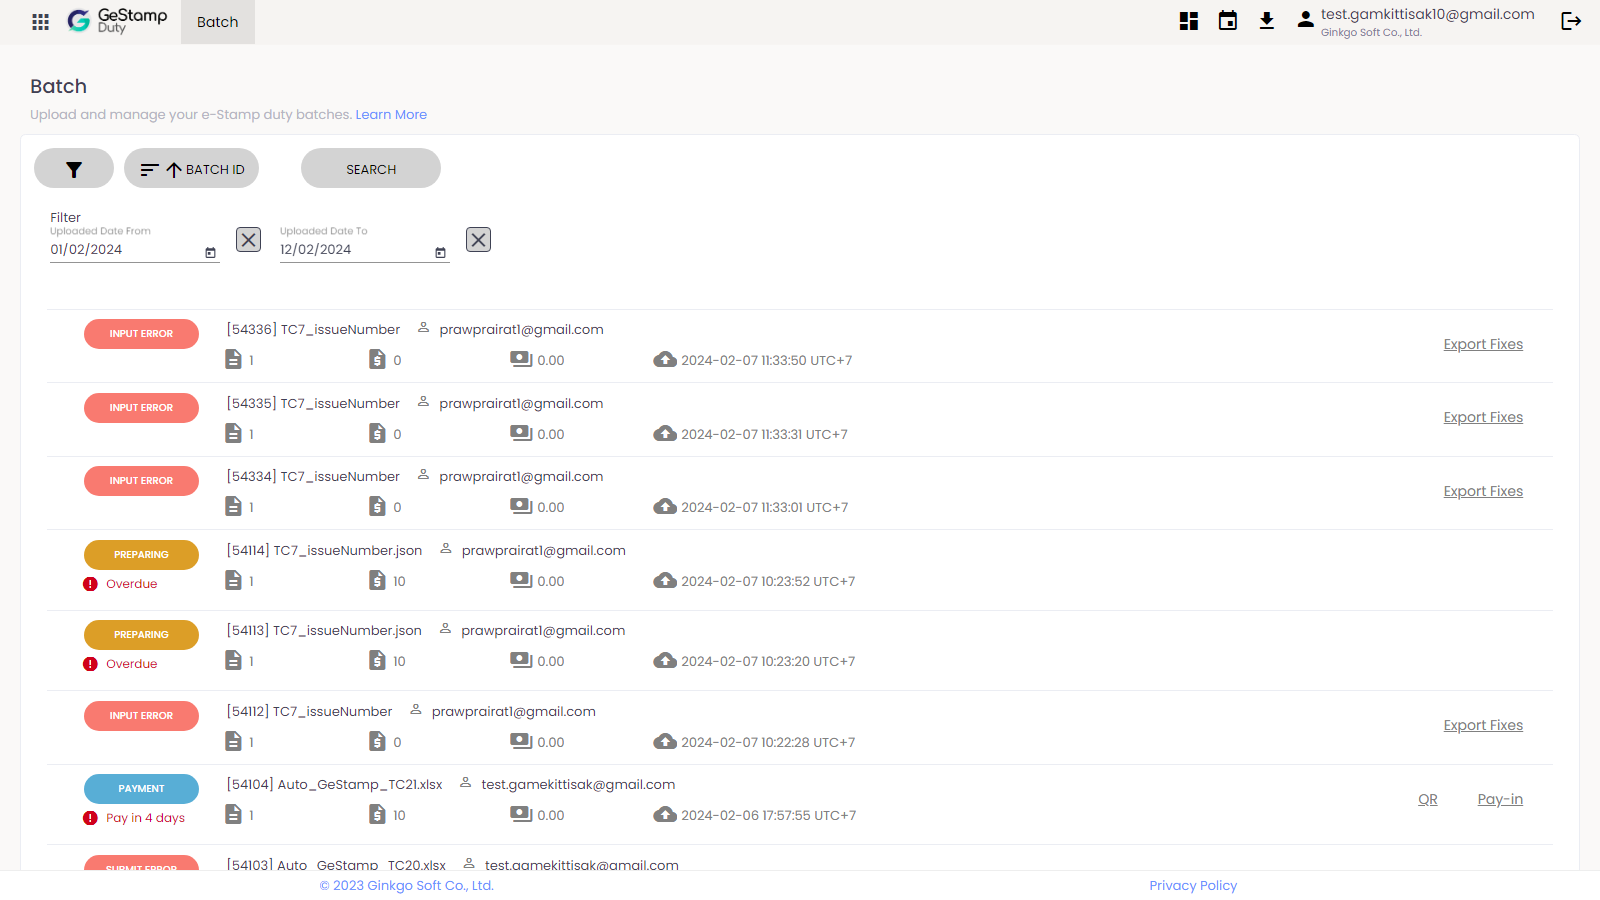 GeStamp
Duty
Batch
test.gamkittisak10@gmail.com
Ginkgo Soft Co., Ltd.
Batch
Upload and manage your e-Stamp duty batches. Learn More
BATCH ID
SEARCH
Filter
Uploaded Date From
Uploaded Date To
01/02/2024
12/02/2024
INPUT ERROR
[54336] TC7_issueNumber
prawprairat1@gmail.com
1
0
0.00
2024-02-07 11:33:50 UTC+7
Export Fixes
INPUT ERROR
[54335] TC7_issueNumber
prawprairat1@gmail.com
1
0
0.00
2024-02-07 11:33:31 UTC+7
Export Fixes
INPUT ERROR
[54334] TC7_issueNumber
prawprairat1@gmail.com
1
0
0.00
2024-02-07 11:33:01 UTC+7
Export Fixes
PREPARING
Overdue
[54114] TC7_issueNumber.json
prawprairat1@gmail.com
1
10
0.00
2024-02-07 10:23:52 UTC+7
PREPARING
Overdue
[54113] TC7_issueNumber.json
prawprairat1@gmail.com
1
10
0.00
2024-02-07 10:23:20 UTC+7
INPUT ERROR
[54112] TC7_issueNumber
prawprairat1@gmail.com
1
0
0.00
2024-02-07 10:22:28 UTC+7
Export Fixes
PAYMENT
Pay in 4 days
[54104] Auto_GeStamp_TC21.xlsx
test.gamekittisak@gmail.com
1
10
0.00
2024-02-06 17:57:55 UTC+7
QR
Pay-in
SUBMIT ERROR
[54103] Auto_GeStamp_TC20.xlsx
test.gamekittisak@gmail.com
© 2023 Ginkgo Soft Co., Ltd.
Privacy Policy